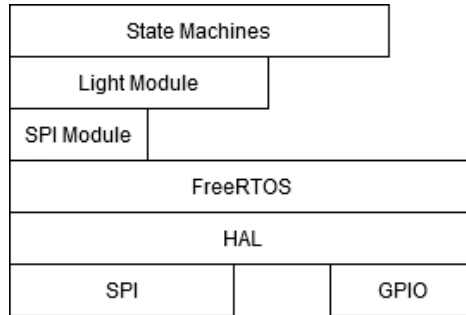 State Machines
Light Module
SPI Module
FreeRTOS
HAL
SPI
GPIO